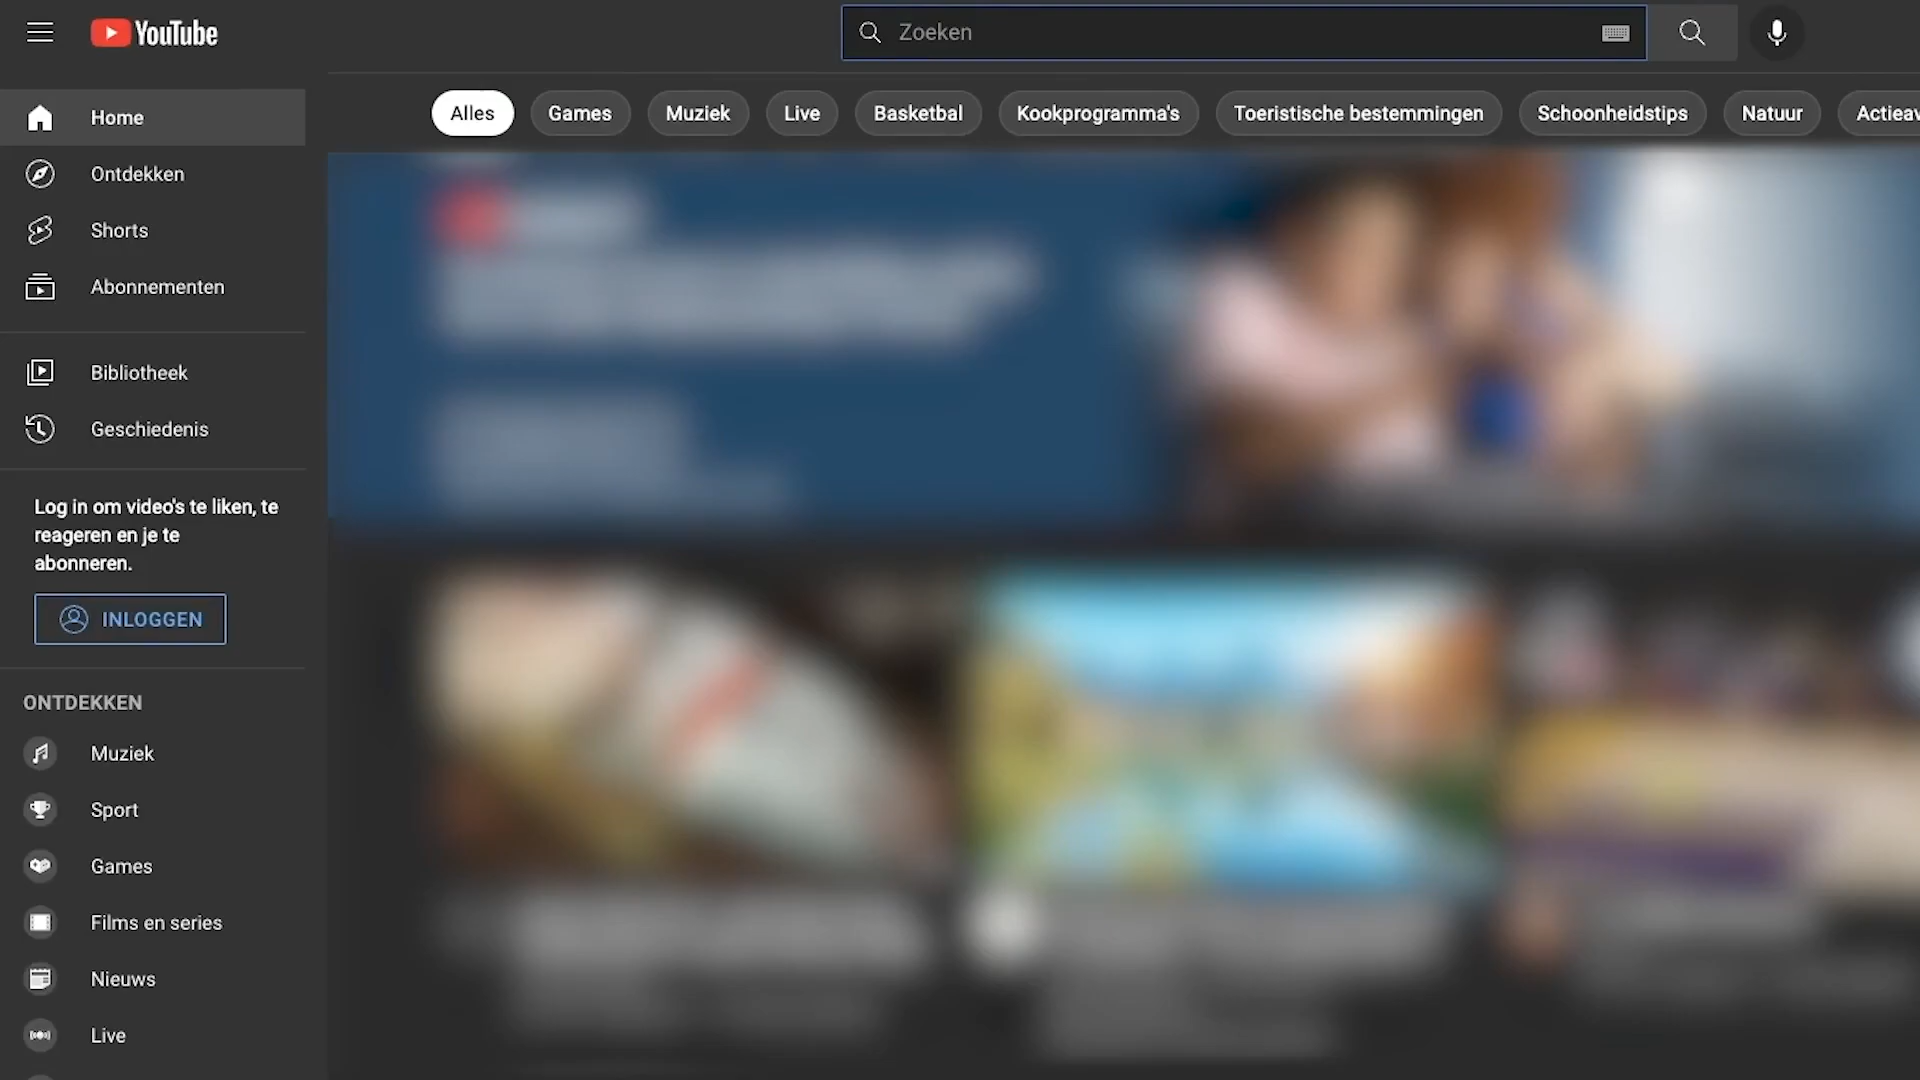 YouTube
Zoeken
Alles Games Muziek Live Basketbal Kookprogramma's Toeristische bestemmingen Schoonheidstips Natuur
Home
Ontdekken
Shorts
Abonnementen
Bibliotheek
Geschiedenis
Log in om video's te liken, te
reageren en je te
abonneren.
INLOGGEN
ONTDEKKEN
Muziek
Sport
Games
Films en series
Nieuws
Live